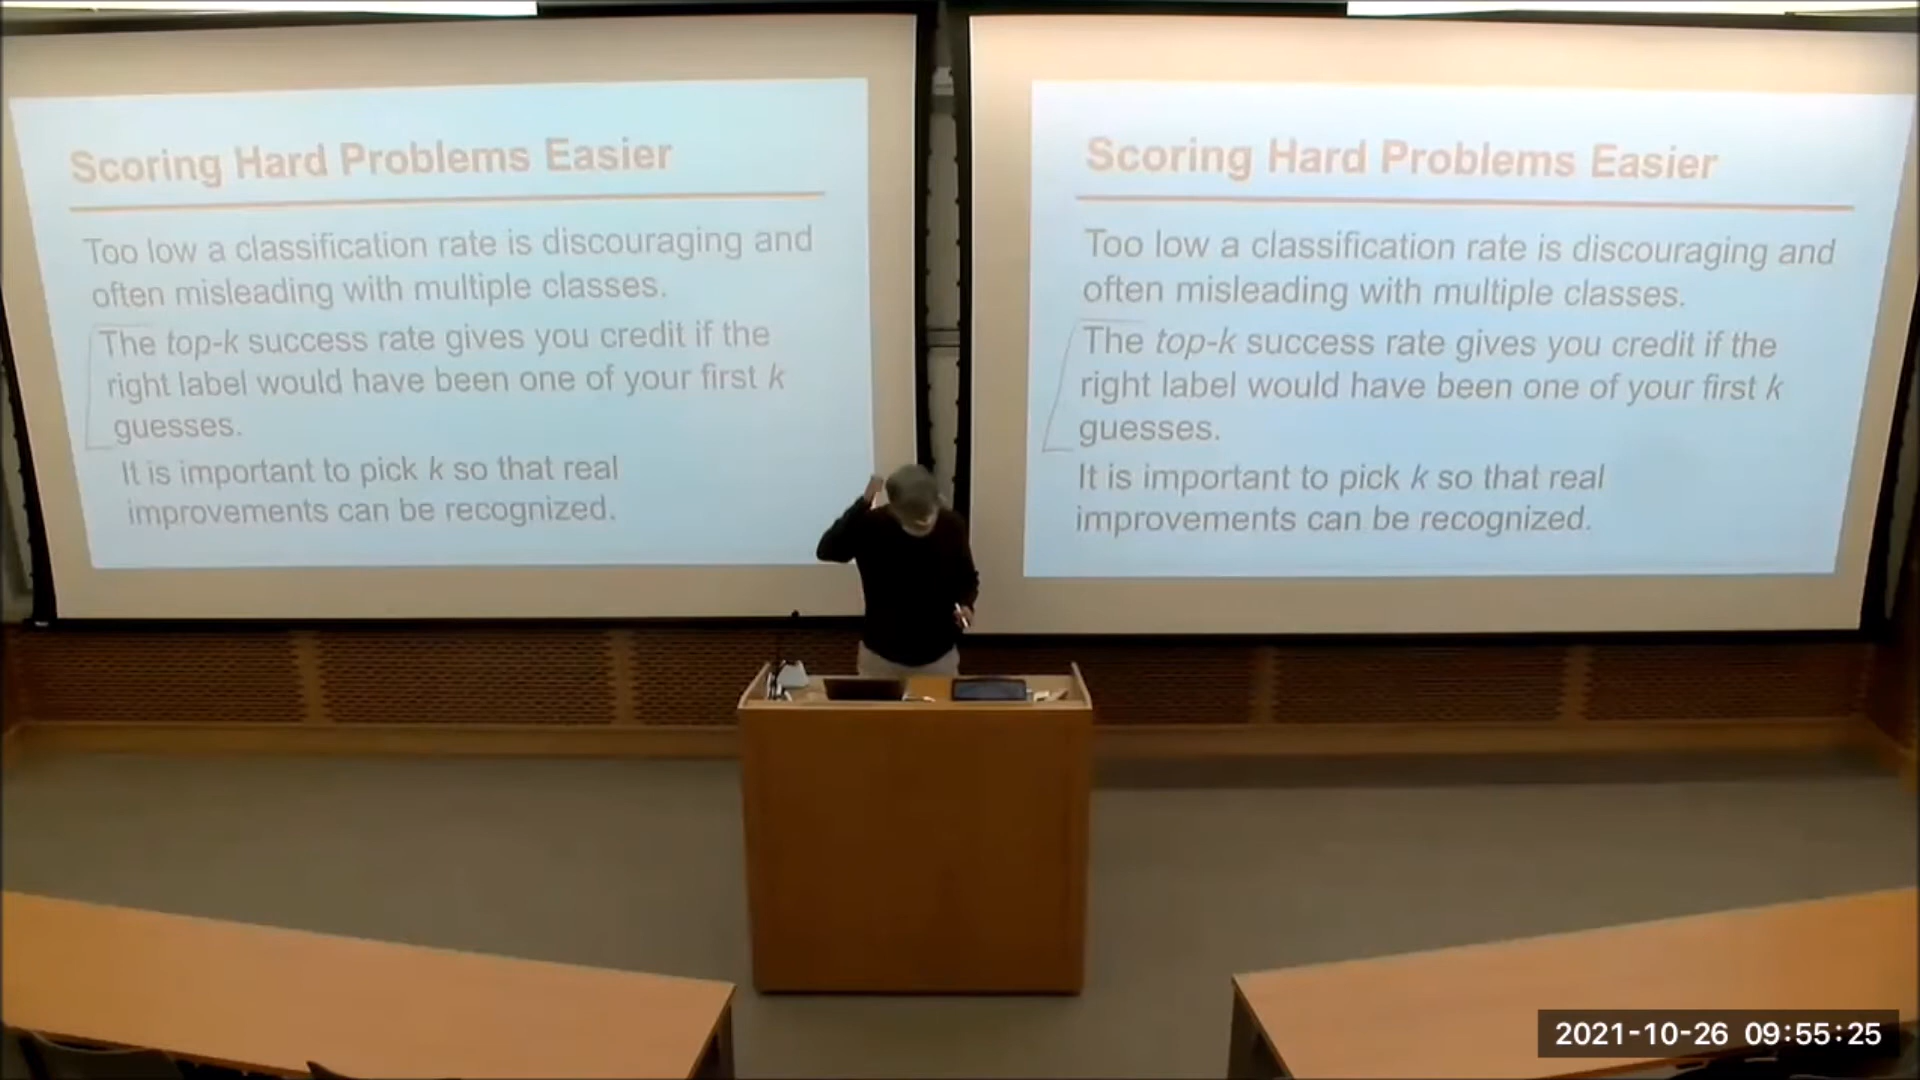 Scoring Hard Problems Easier
Too low a classification rate is discouraging and
often misleading with multiple classes.
The top-k success rate gives you credit if the
right label would have been one of your first k
guesses.
It is important to pick k so that real
improvements can be recognized.
Scoring Hard Problems Easier
Too low a classification rate is discouraging and
often misleading with multiple classes.
The top-k success rate gives you credit if the
right label would have been one of your first k
guesses.
It is important to pick k so that real
improvements can be recognized.
2021-10-26 09:55:25